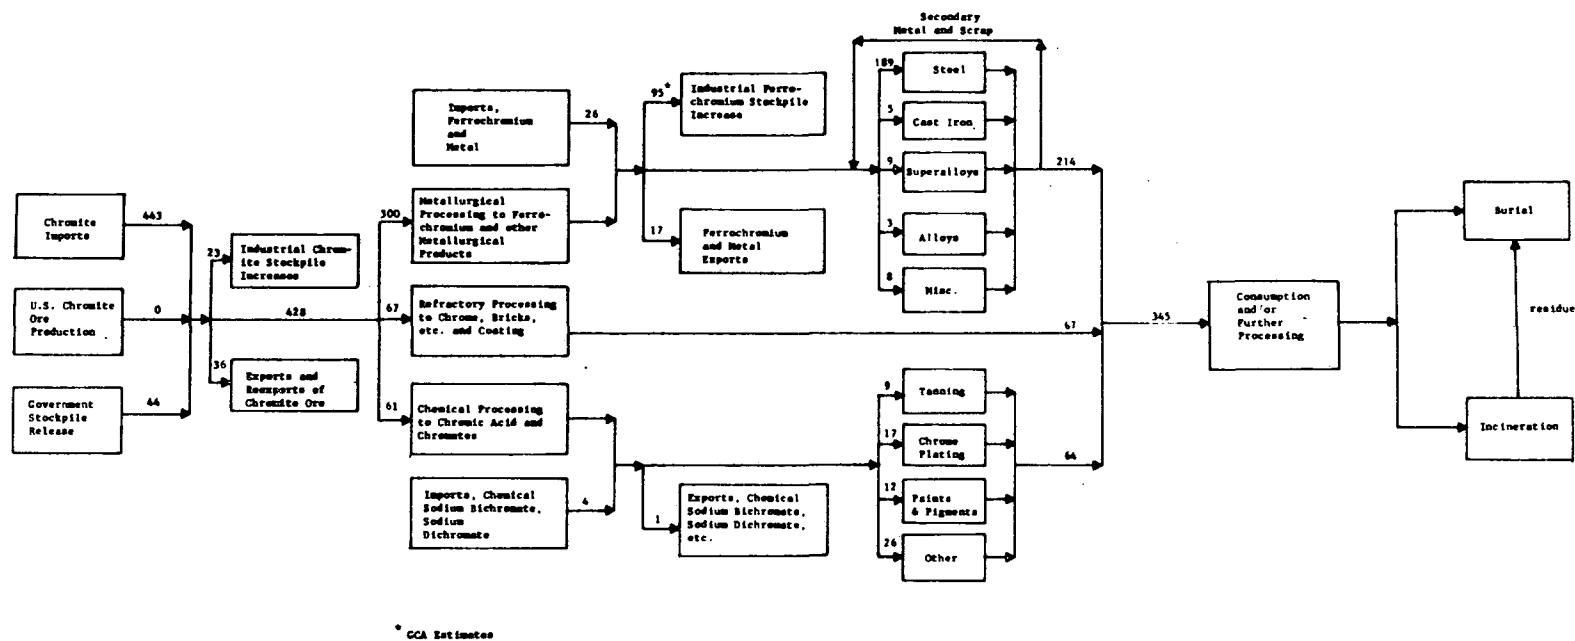 Secondary
Metal and Scrap
Imports,
Ferrochromium
and
Metal
26
95*
Industrial Ferro-
chromium Stockpile
Increase
189
Steel
5
Cast Iron
9
Superalloys
3
Alloys
8
Misc.
214
Chromite
Imports
443
U.S. Chromite
Ore
Production
0
Government
Stockpile
Release
44
23
Industrial Chrom-
ite Stockpile
Increases
428
36
Exports and
Reexports of
Chromite Ore
300
Metallurgical
Processing to Ferro-
chromium and other
Metallurgical
Products
17
Ferrochromium
and Metal
Exports
67
Refractory Processing
to Chrome, Bricks,
etc. and Coating
67
61
Chemical Processing
to Chromic Acid and
Chromates
Imports, Chemical
Sodium Bichromate,
Sodium
Dichromate
4
1
Exports, Chemical
Sodium Bichromate,
Sodium Dichromate,
etc.
9
Tanning
17
Chrome
Plating
12
Paints
& Pigments
26
Other
64
345
Consumption
and/or
Further
Processing
Burial
residue
Incineration
* GCA Estimates